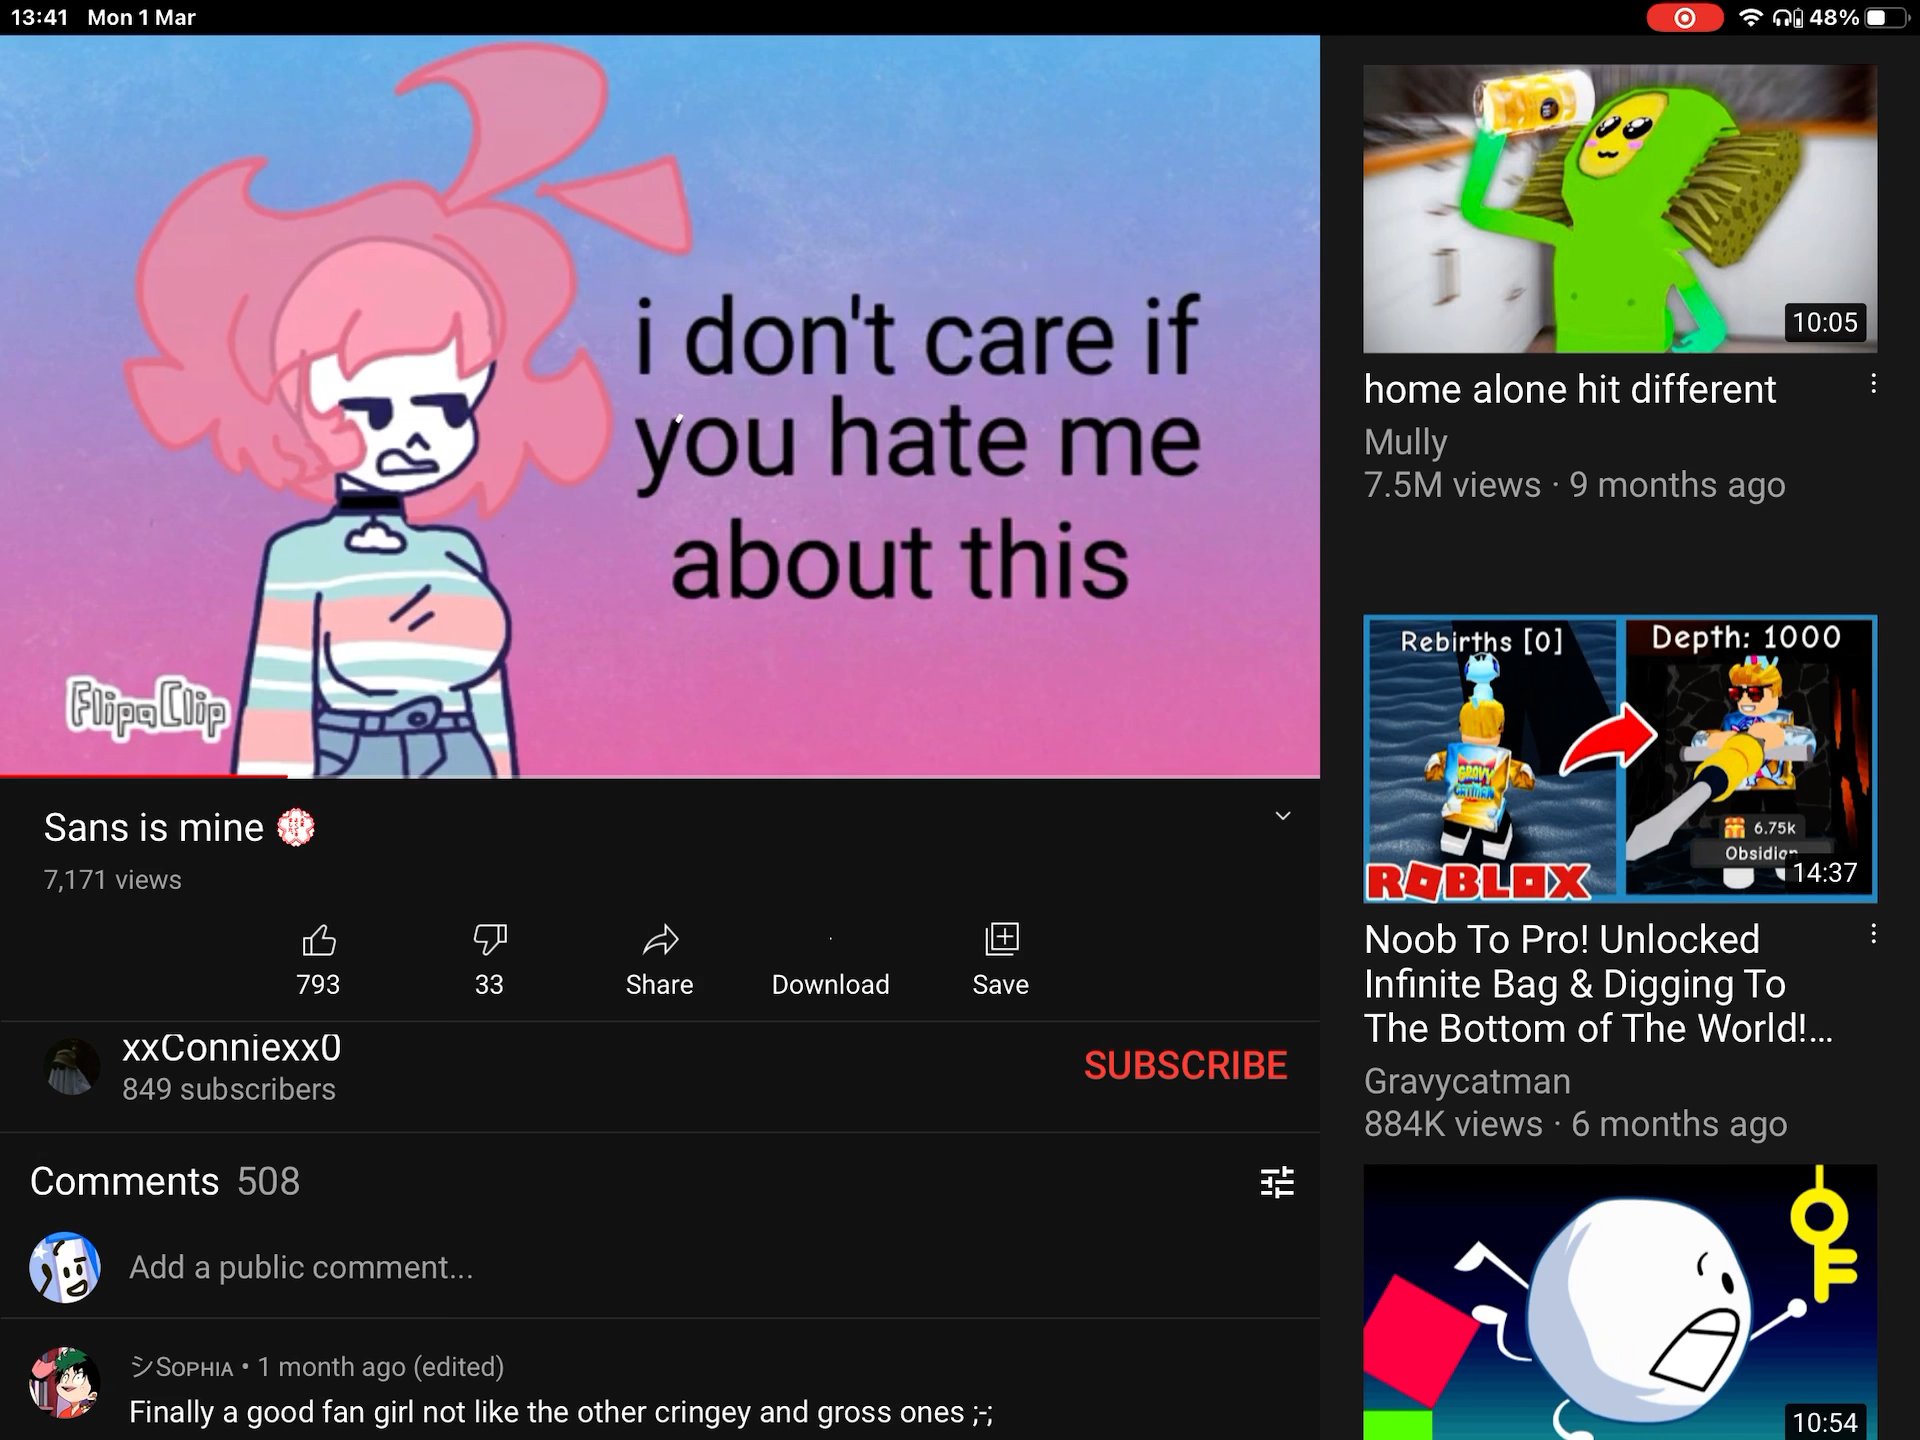 13:41 Mon 1 Mar
48%
i don't care if
you hate me
about this
FlipaClip
Sans is mine 💮
7,171 views
793
33
Share
Download
Save
xxConniexx0
849 subscribers
SUBSCRIBE
Comments 508
Add a public comment...
シSᴏᴘʜɪᴀ • 1 month ago (edited)
Finally a good fan girl not like the other cringey and gross ones ;-;
10:05
home alone hit different
Mully
7.5M views · 9 months ago
Rebirths [0]
Depth: 1000
GRAVY
CATMAN
6.75k
Obsidian
ROBLOX
14:37
Noob To Pro! Unlocked
Infinite Bag & Digging To
The Bottom of The World!...
Gravycatman
884K views · 6 months ago
10:54